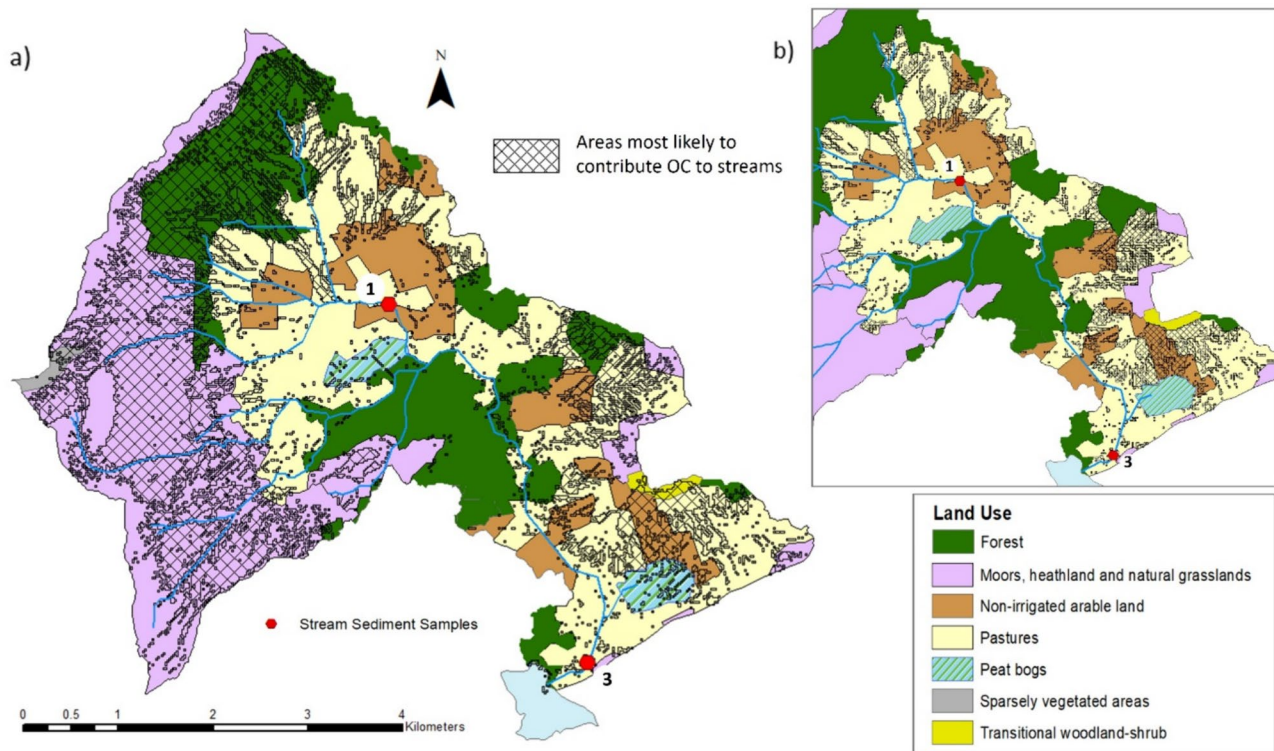 a)
N
Areas most likely to
contribute OC to streams
1
Stream Sediment Samples
3
0 0.5 1 2 3 4
Kilometers
b)
1
3
Land Use
Forest
Moors, heathland and natural grasslands
Non-irrigated arable land
Pastures
Peat bogs
Sparsely vegetated areas
Transitional woodland-shrub